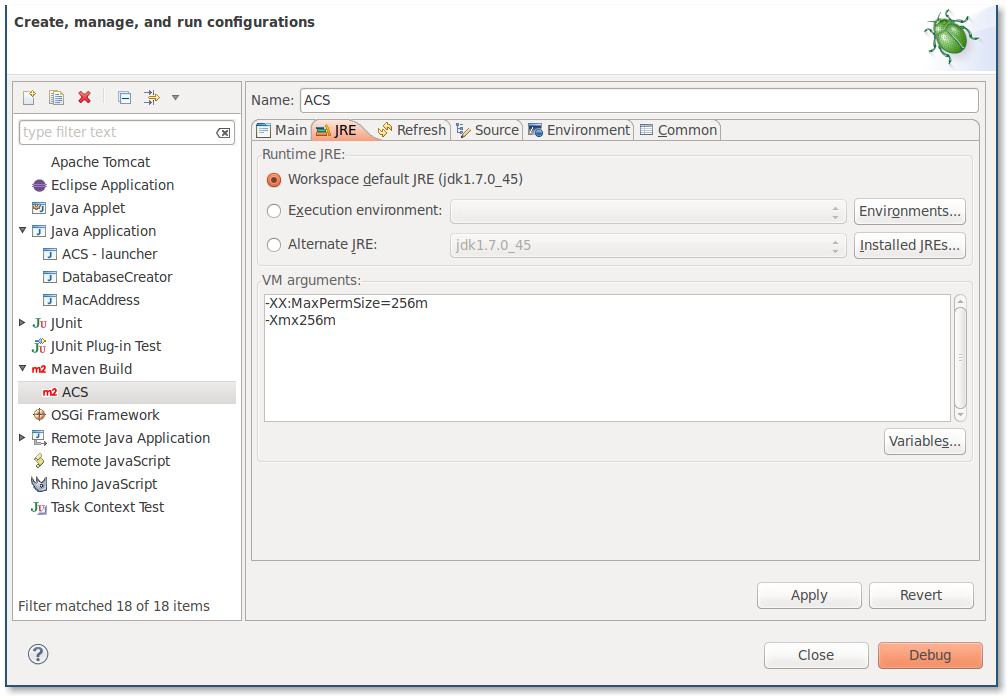 Create, manage, and run configurations
type filter text
Apache Tomcat
Eclipse Application
Java Applet
Java Application
ACS - launcher
DatabaseCreator
MacAddress
Ju JUnit
JUnit Plug-in Test
m2 Maven Build
m2 ACS
OSGi Framework
Remote Java Application
Remote JavaScript
Rhino JavaScript
Ju Task Context Test
Filter matched 18 of 18 items
Name: ACS
Main JRE Refresh Source Environment Common
Runtime JRE:
Workspace default JRE (jdk1.7.0_45)
Execution environment: Environments...
Alternate JRE: jdk1.7.0_45 Installed JREs...
VM arguments:
-XX:MaxPermSize=256m
-Xmx256m
Variables...
Apply Revert
? Close Debug